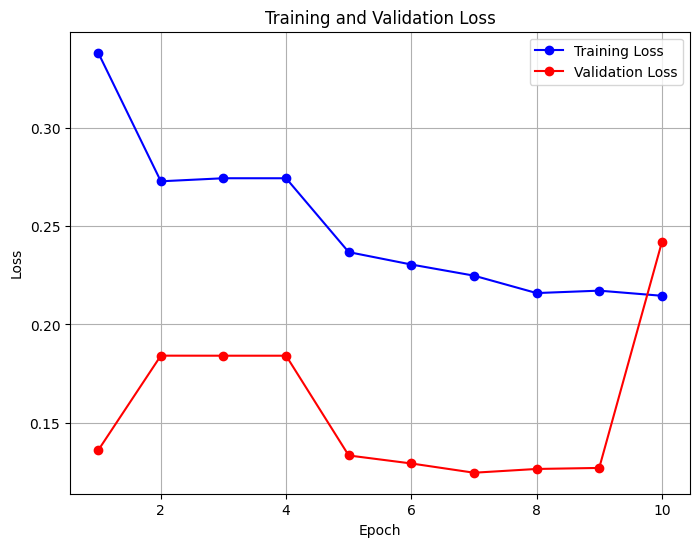 Training and Validation Loss
Training Loss
Validation Loss
0.30
0.25
0.20
0.15
Loss
2 4 6 8 10
Epoch